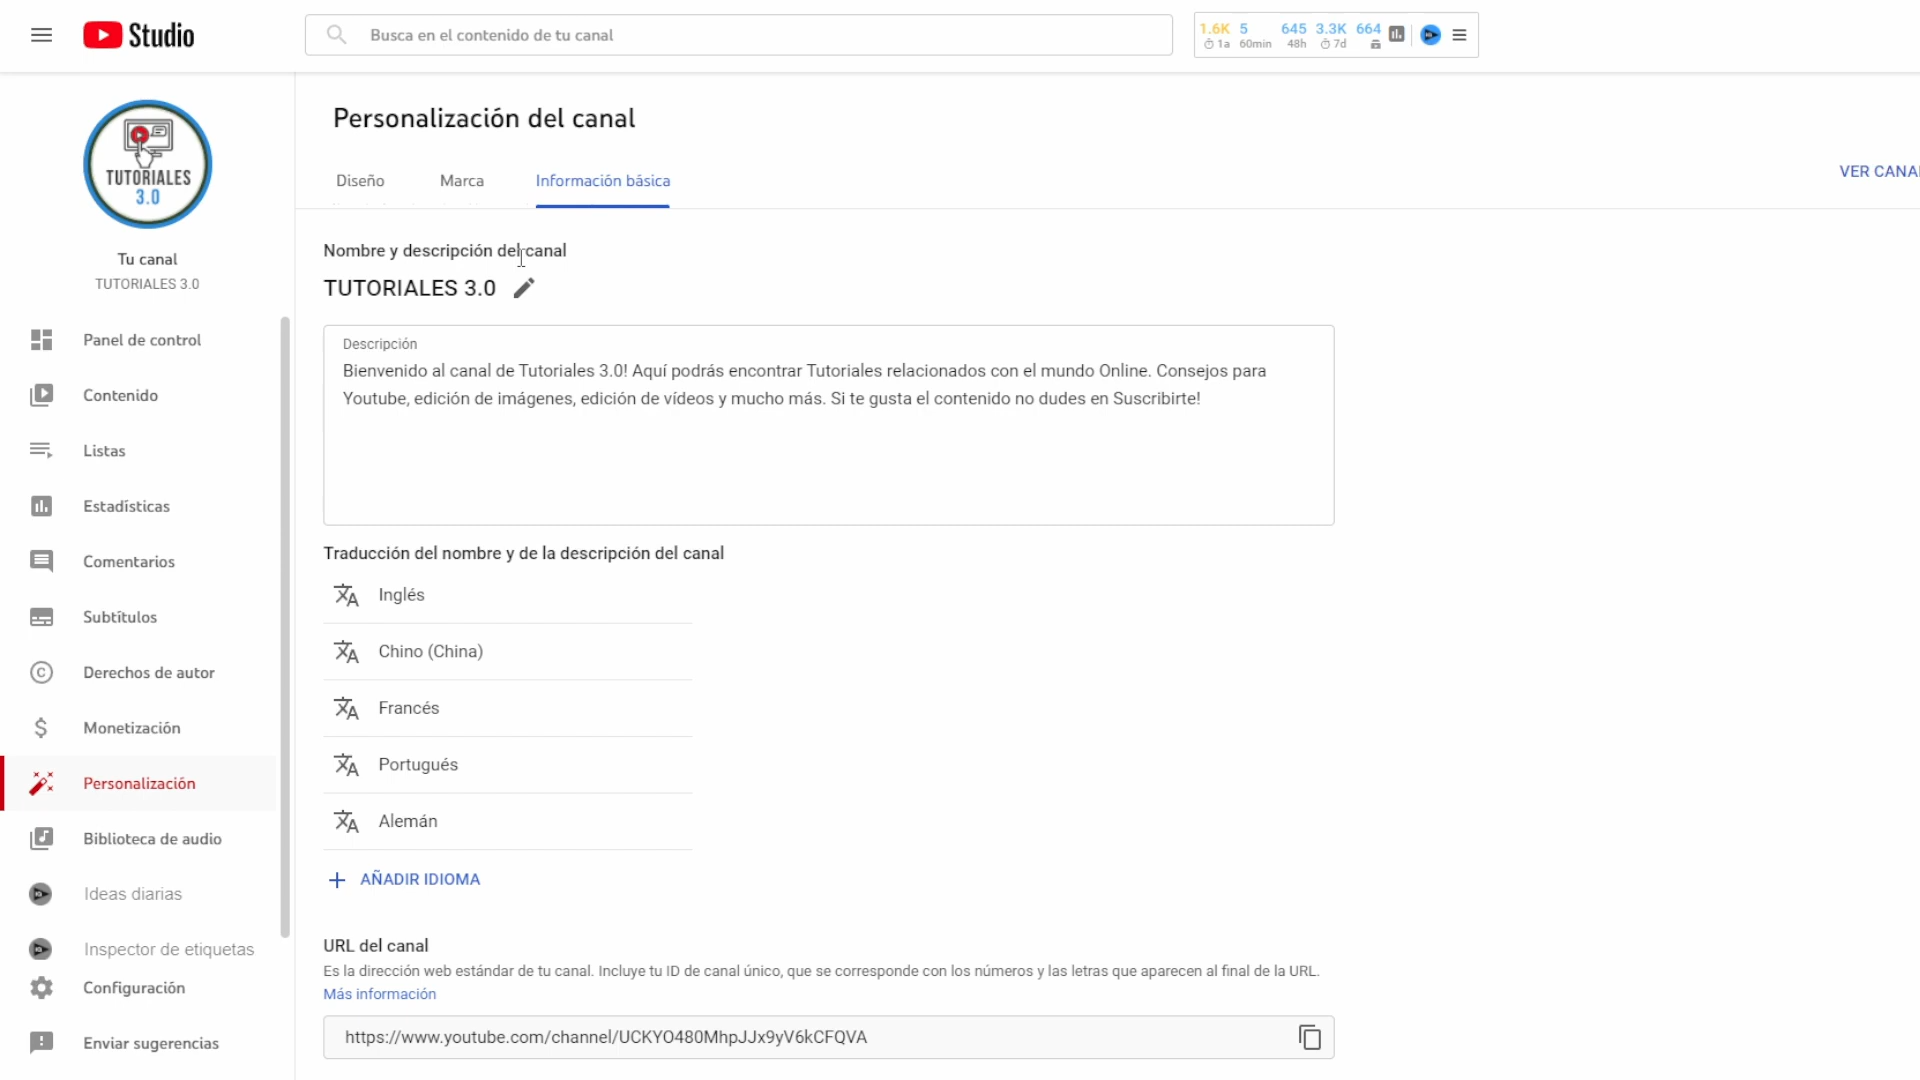 Studio
Busca en el contenido de tu canal
1.6K 5 645 3.3K 664
1a 60min 48h 7d
TUTORIALES
3.0
Tu canal
TUTORIALES 3.0
Panel de control
Contenido
Listas
Estadísticas
Comentarios
Subtítulos
Derechos de autor
Monetización
Personalización
Biblioteca de audio
Ideas diarias
Inspector de etiquetas
Configuración
Enviar sugerencias
Personalización del canal
Diseño Marca Información básica
VER CANAL
Nombre y descripción del canal
TUTORIALES 3.0
Descripción
Bienvenido al canal de Tutoriales 3.0! Aquí podrás encontrar Tutoriales relacionados con el mundo Online. Consejos para
Youtube, edición de imágenes, edición de vídeos y mucho más. Si te gusta el contenido no dudes en Suscribirte!
Traducción del nombre y de la descripción del canal
Inglés
Chino (China)
Francés
Portugués
Alemán
AÑADIR IDIOMA
URL del canal
Es la dirección web estándar de tu canal. Incluye tu ID de canal único, que se corresponde con los números y las letras que aparecen al final de la URL.
Más información
https://www.youtube.com/channel/UCKYO480MhpJJx9yV6kCFQVA